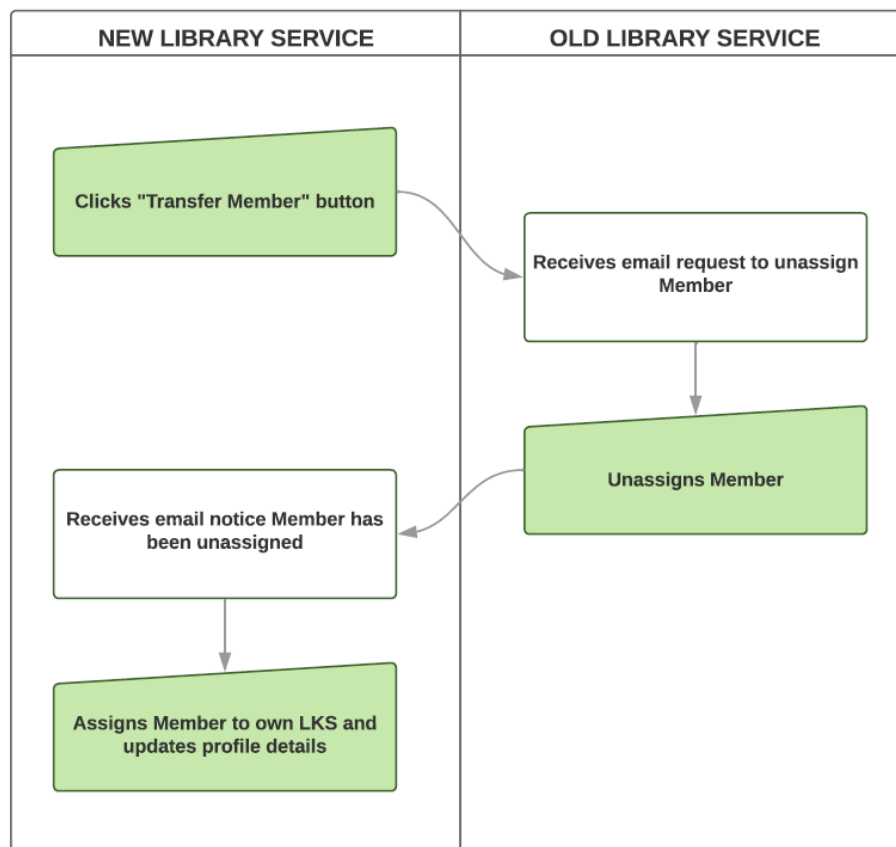 NEW LIBRARY SERVICE
OLD LIBRARY SERVICE
Clicks "Transfer Member" button
Receives email request to unassign
Member
Unassigns Member
Receives email notice Member has
been unassigned
Assigns Member to own LKS and
updates profile details